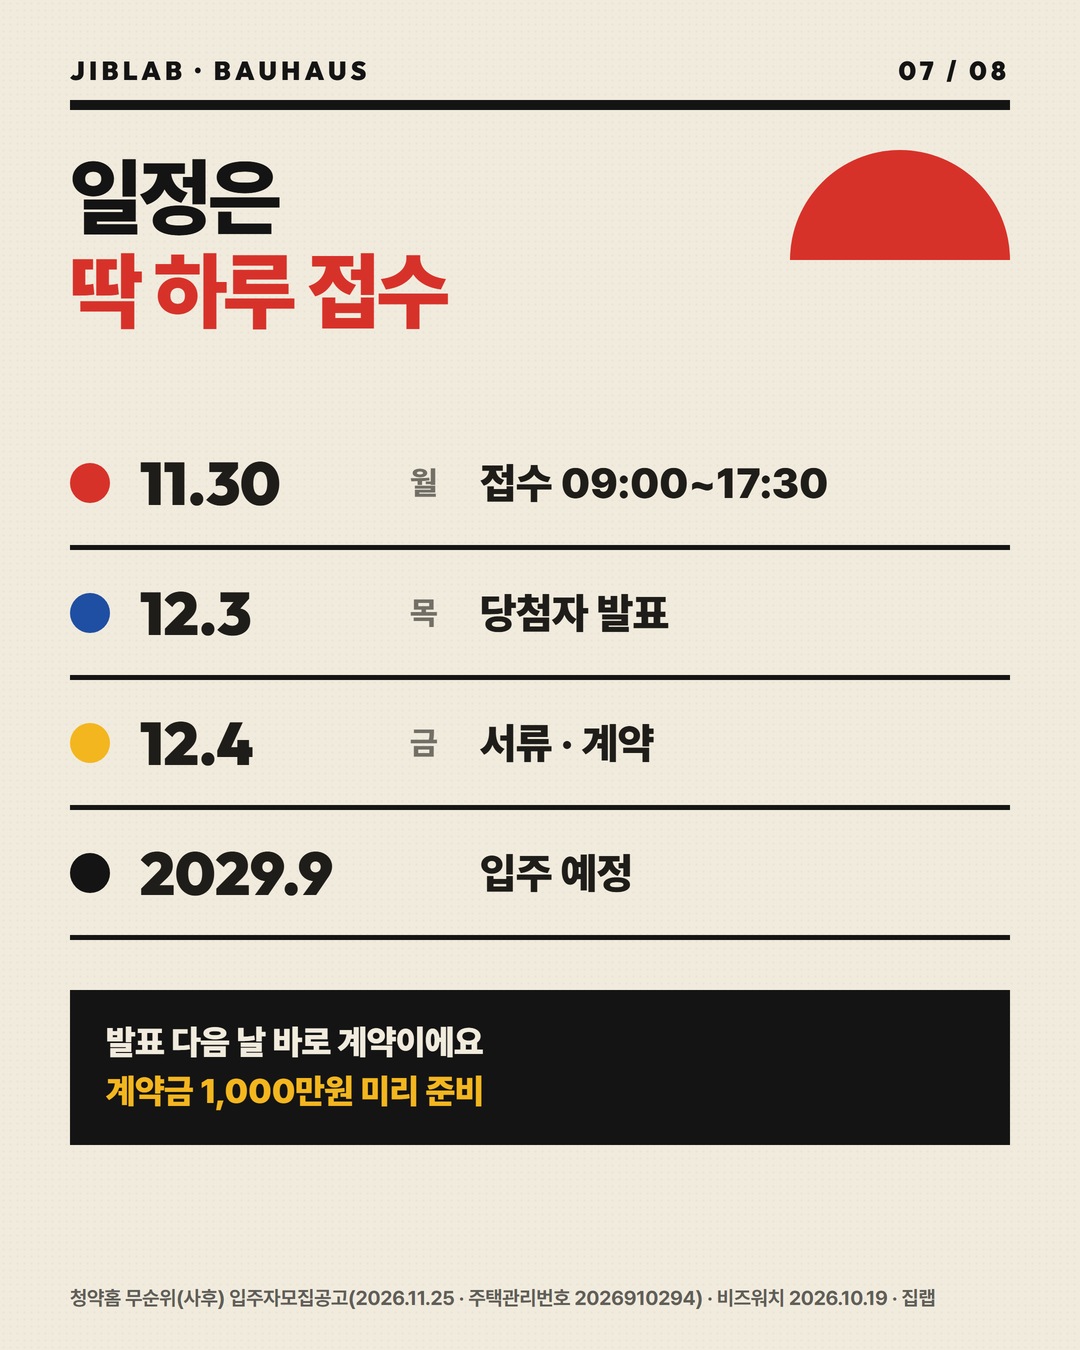 JIBLAB · BAUHAUS
07 / 08
일정은
딱 하루 접수
11.30 월 접수 09:00~17:30
12.3 목 당첨자 발표
12.4 금 서류 · 계약
2029.9 입주 예정
발표 다음 날 바로 계약이에요
계약금 1,000만원 미리 준비
청약홈 무순위(사후) 입주자모집공고(2026.11.25 · 주택관리번호 2026910294) · 비즈워치 2026.10.19 · 집랩